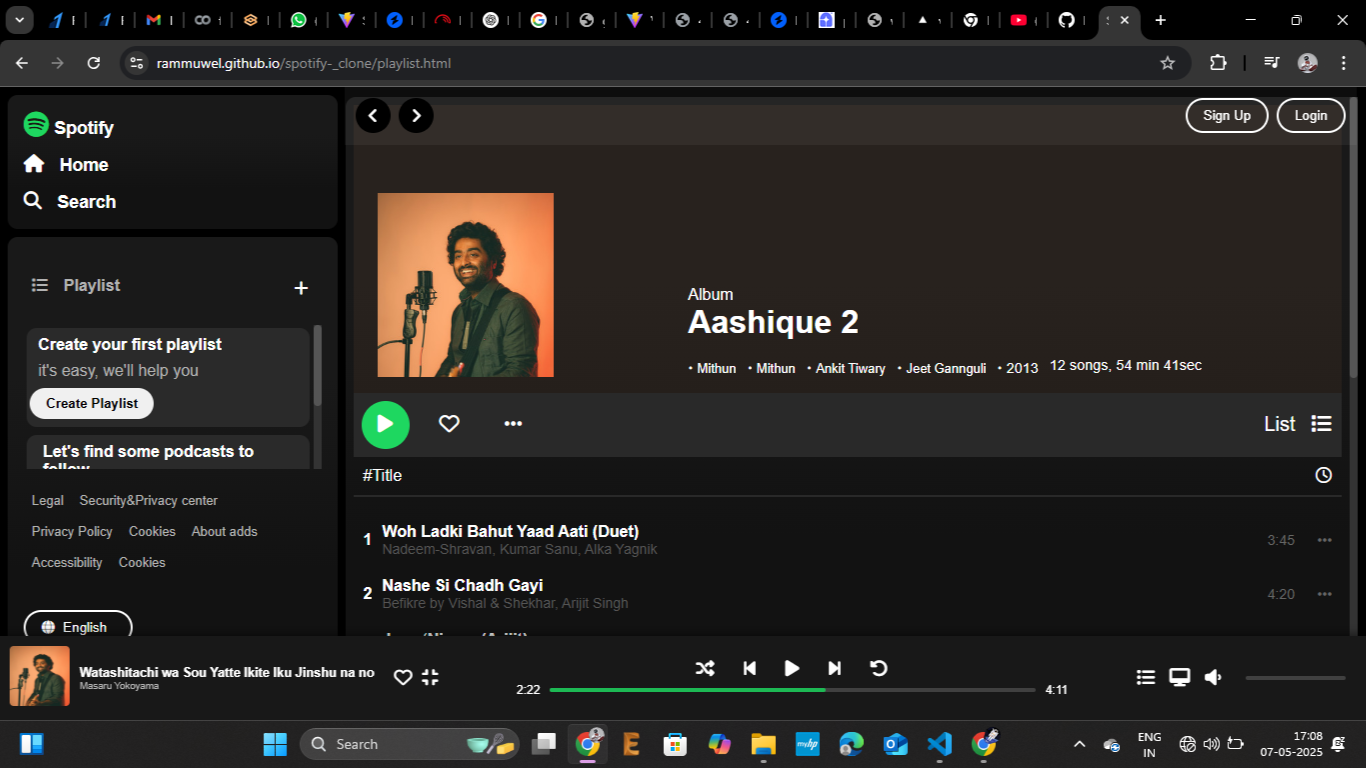 rammuwel.github.io/spotify-_clone/playlist.html
Spotify
Home
Search
Sign Up
Login
Playlist
+
Create your first playlist
it's easy, we'll help you
Create Playlist
Let's find some podcasts to
follow
Legal Security&Privacy center
Privacy Policy Cookies About adds
Accessibility Cookies
English
Album
Aashique 2
• Mithun • Mithun • Ankit Tiwary • Jeet Gannguli • 2013 12 songs, 54 min 41sec
List
#Title
1 Woh Ladki Bahut Yaad Aati (Duet) 3:45
Nadeem-Shravan, Kumar Sanu, Alka Yagnik
2 Nashe Si Chadh Gayi 4:20
Befikre by Vishal & Shekhar, Arijit Singh
Watashitachi wa Sou Yatte Ikite Iku Jinshu na no
Masaru Yokoyama
2:22
4:11
Search
myhp
ENG
IN
17:08
07-05-2025